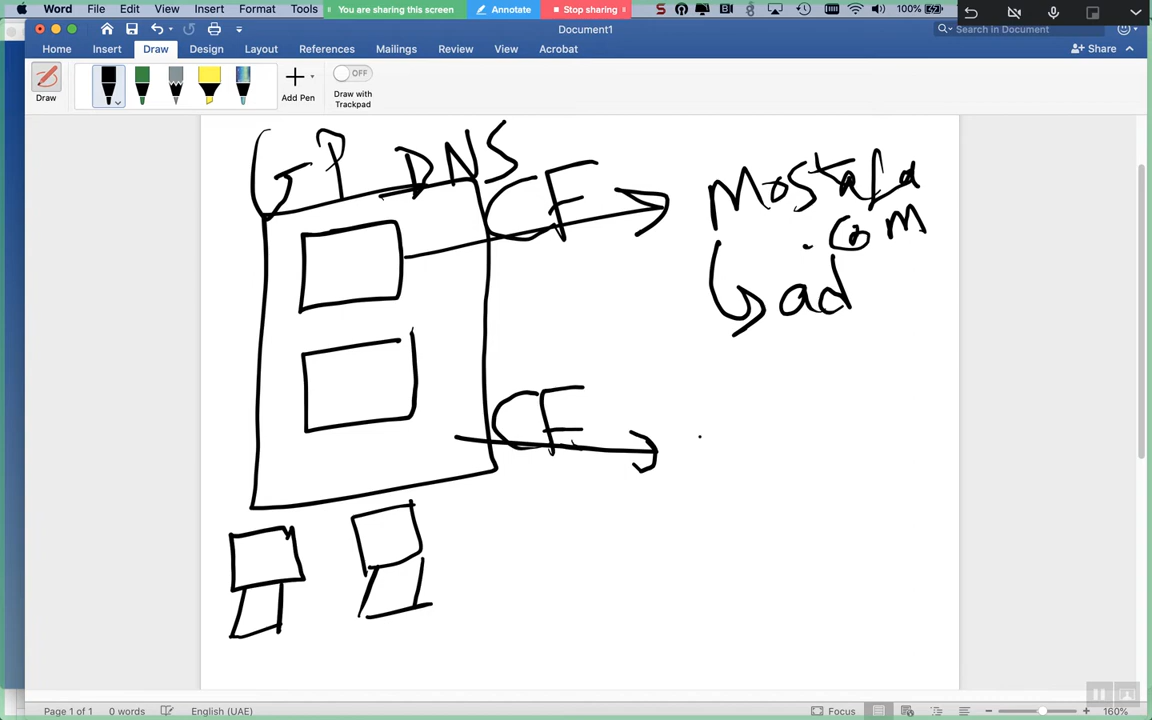 Word File Edit View Insert Format Tools You are sharing this screen Annotate Stop sharing 100%
Document1 Search in Document
Home Insert Draw Design Layout References Mailings Review View Acrobat Share
Draw Add Pen OFF Draw with Trackpad
GP DNS
CF Mostafa
.com
ad
CF
Page 1 of 1 0 words English (UAE) Focus 160%